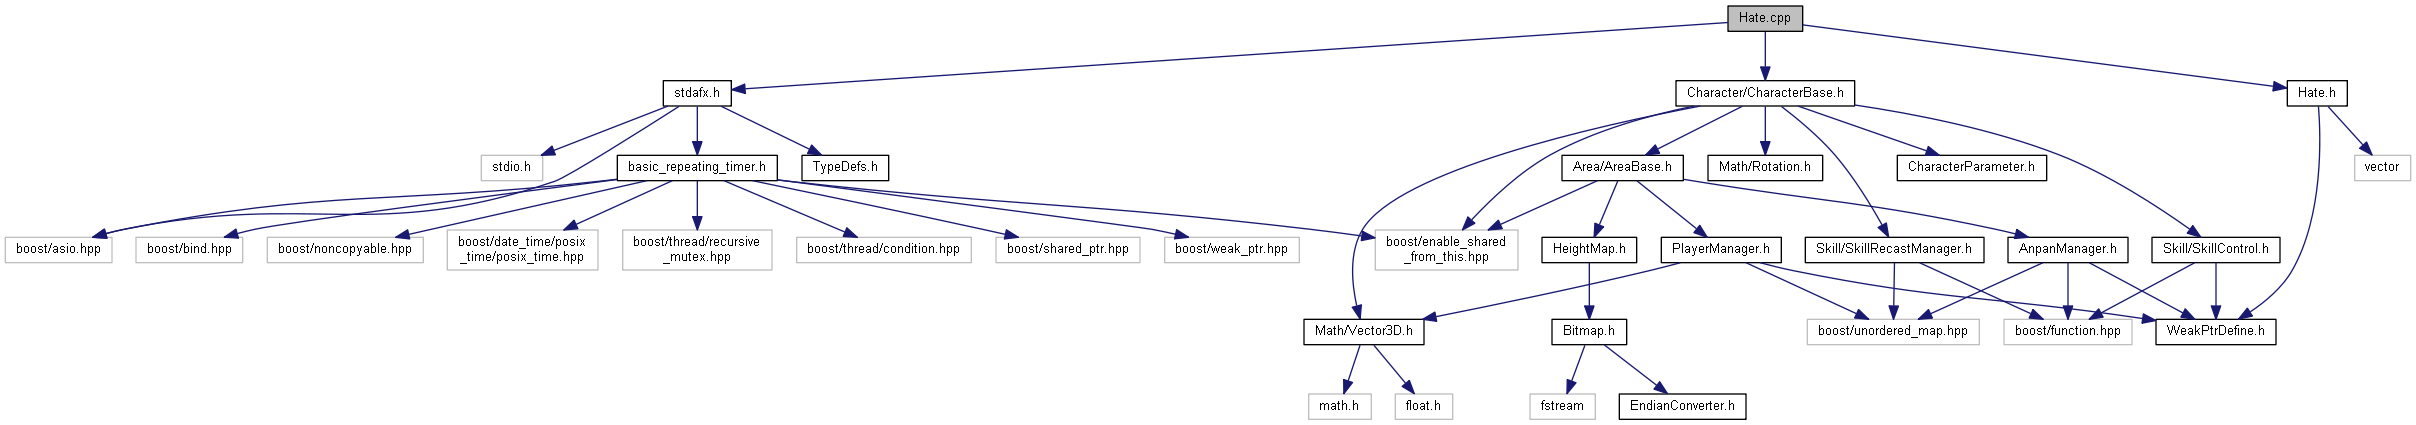 Hate.cpp
stdafx.h
Character/CharacterBase.h
Hate.h
stdio.h
basic_repeating_timer.h
TypeDefs.h
Area/AreaBase.h
Math/Rotation.h
CharacterParameter.h
vector
boost/asio.hpp
boost/bind.hpp
boost/noncopyable.hpp
boost/date_time/posix
_time/posix_time.hpp
boost/thread/recursive
_mutex.hpp
boost/thread/condition.hpp
boost/shared_ptr.hpp
boost/weak_ptr.hpp
boost/enable_shared
_from_this.hpp
HeightMap.h
PlayerManager.h
Skill/SkillRecastManager.h
AnpanManager.h
Skill/SkillControl.h
Math/Vector3D.h
Bitmap.h
boost/unordered_map.hpp
boost/function.hpp
WeakPtrDefine.h
math.h
float.h
fstream
EndianConverter.h